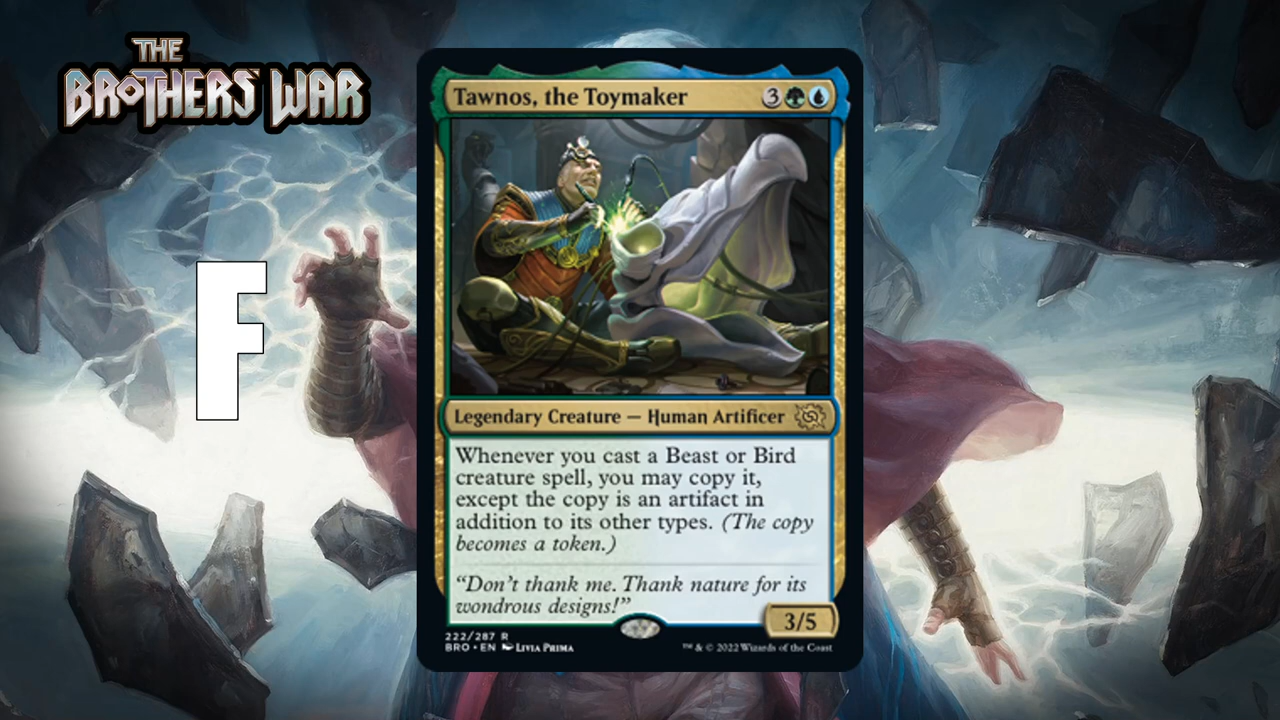 THE
BROTHERS' WAR
F
Tawnos, the Toymaker 3
Legendary Creature — Human Artificer
Whenever you cast a Beast or Bird
creature spell, you may copy it,
except the copy is an artifact in
addition to its other types. (The copy
becomes a token.)
“Don't thank me. Thank nature for its
wondrous designs!”
3/5
222/287 R
BRO • EN LIVIA PRIMA
™ & © 2022 Wizards of the Coast